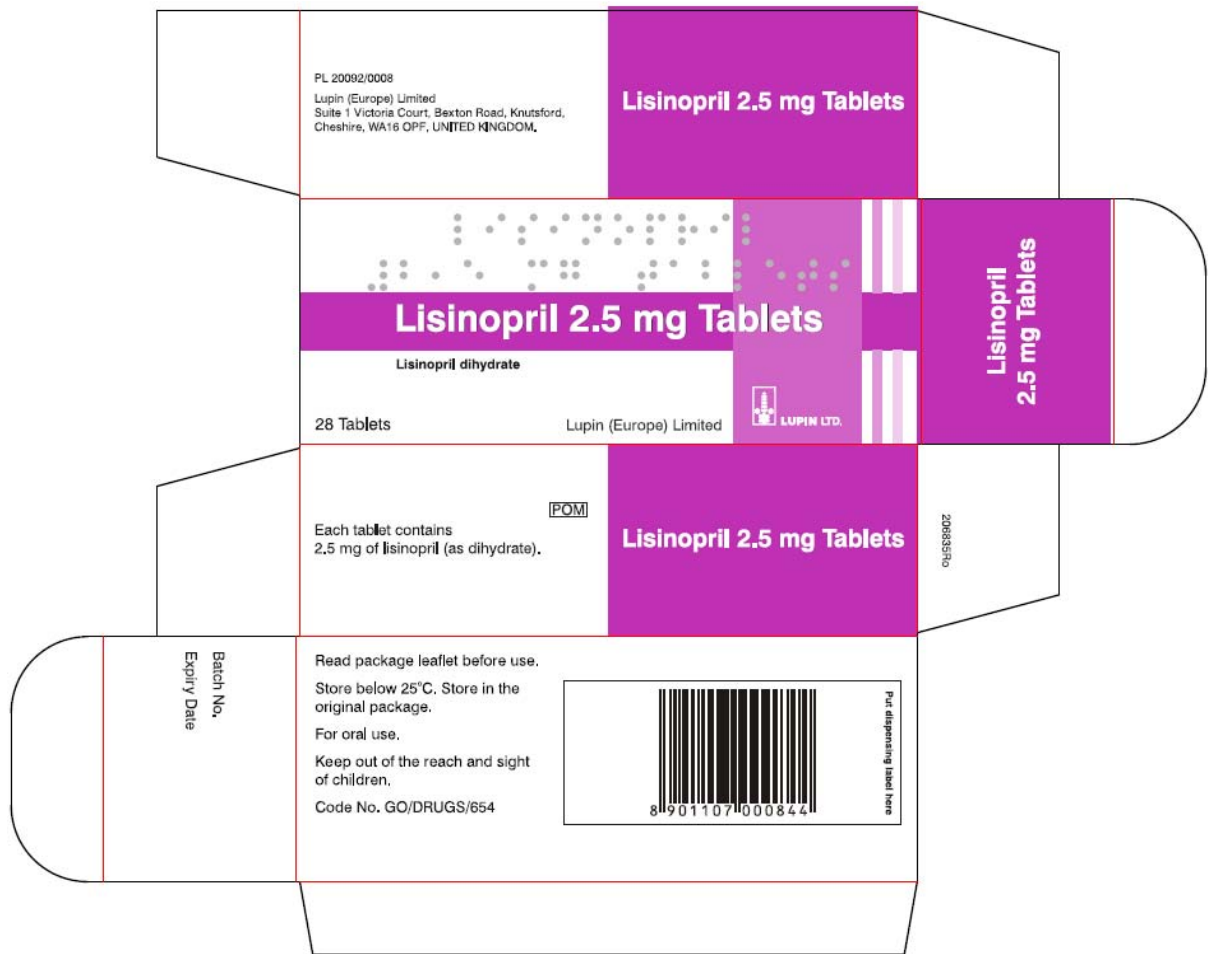 PL 20092/0008
Lupin (Europe) Limited
Suite 1 Victoria Court, Bexton Road, Knutsford,
Cheshire, WA16 OPF, UNITED KINGDOM.
Lisinopril 2.5 mg Tablets
Lisinopril 2.5 mg Tablets
Lisinopril dihydrate
28 Tablets
Lupin (Europe) Limited
LUPIN LTD.
Lisinopril
2.5 mg Tablets
Each tablet contains
2.5 mg of lisinopril (as dihydrate).
POM
Lisinopril 2.5 mg Tablets
206835Ro
Batch No.
Expiry Date
Read package leaflet before use.
Store below 25°C. Store in the
original package.
For oral use.
Keep out of the reach and sight
of children.
Code No. GO/DRUGS/654
8 901107 000844
Put dispensing label here